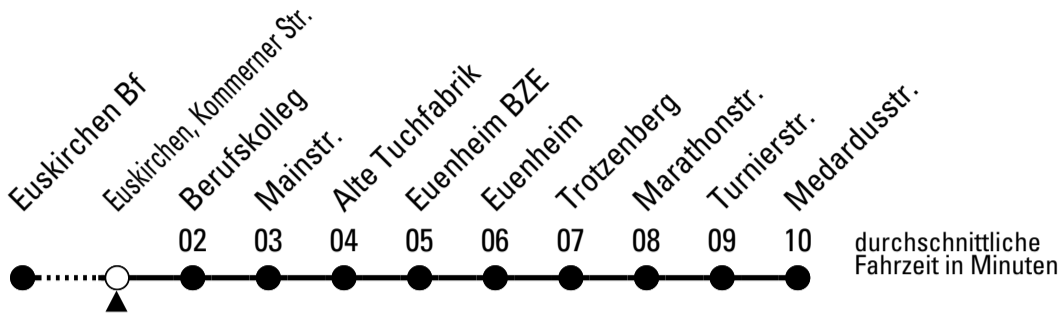 Euskirchen Bf
Euskirchen, Kommerner Str.
Berufskolleg
Mainstr.
Alte Tuchfabrik
Euenheim BZE
Euenheim
Trotzenberg
Marathonstr.
Turnierstr.
Medardusstr.
02 03 04 05 06 07 08 09 10
durchschnittliche
Fahrzeit in Minuten